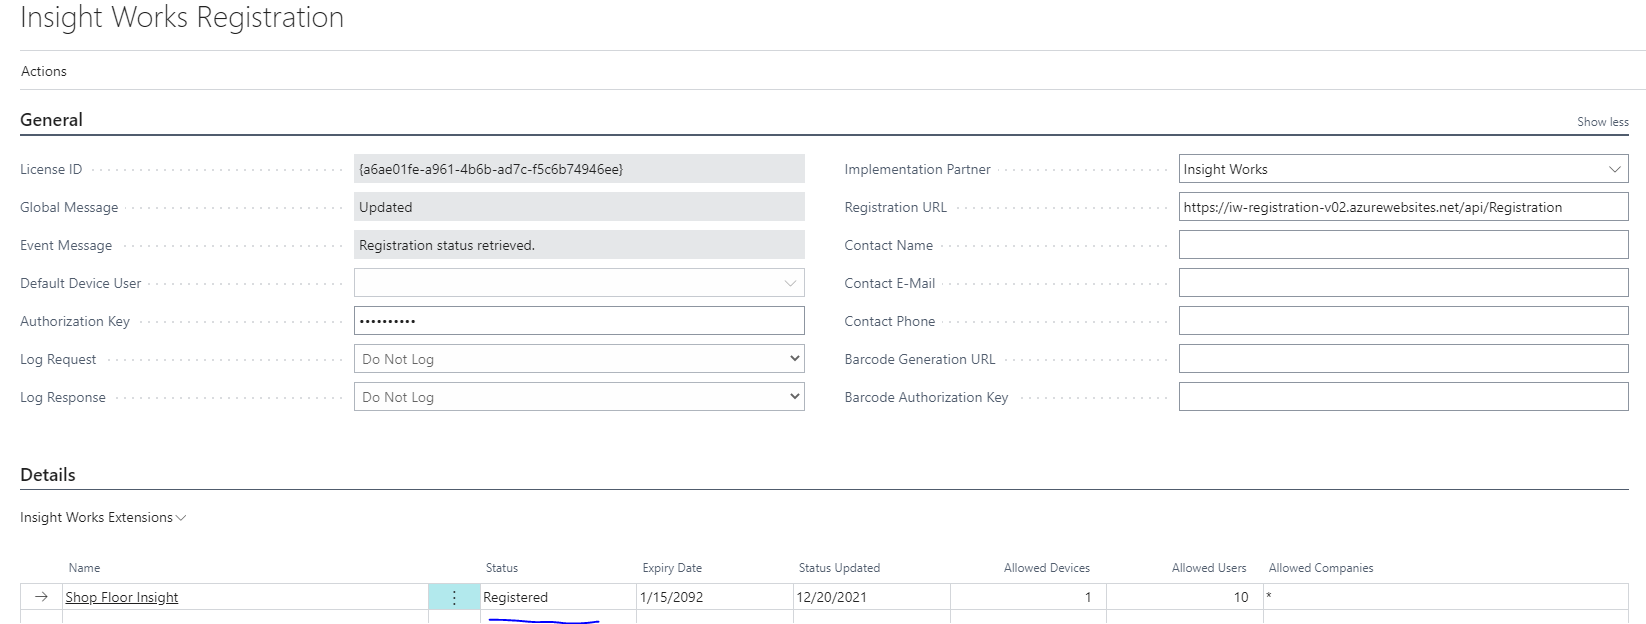 Insight Works Registration
Actions
General
Show less
License ID {a6ae01fe-a961-4b6b-ad7c-f5c6b74946ee}
Implementation Partner Insight Works
Global Message Updated
Registration URL https://iw-registration-v02.azurewebsites.net/api/Registration
Event Message Registration status retrieved.
Contact Name
Default Device User
Contact E-Mail
Authorization Key ••••••••••
Contact Phone
Log Request Do Not Log
Barcode Generation URL
Log Response Do Not Log
Barcode Authorization Key
Details
Insight Works Extensions
Name Status Expiry Date Status Updated Allowed Devices Allowed Users Allowed Companies
Shop Floor Insight Registered 1/15/2092 12/20/2021 1 10 *